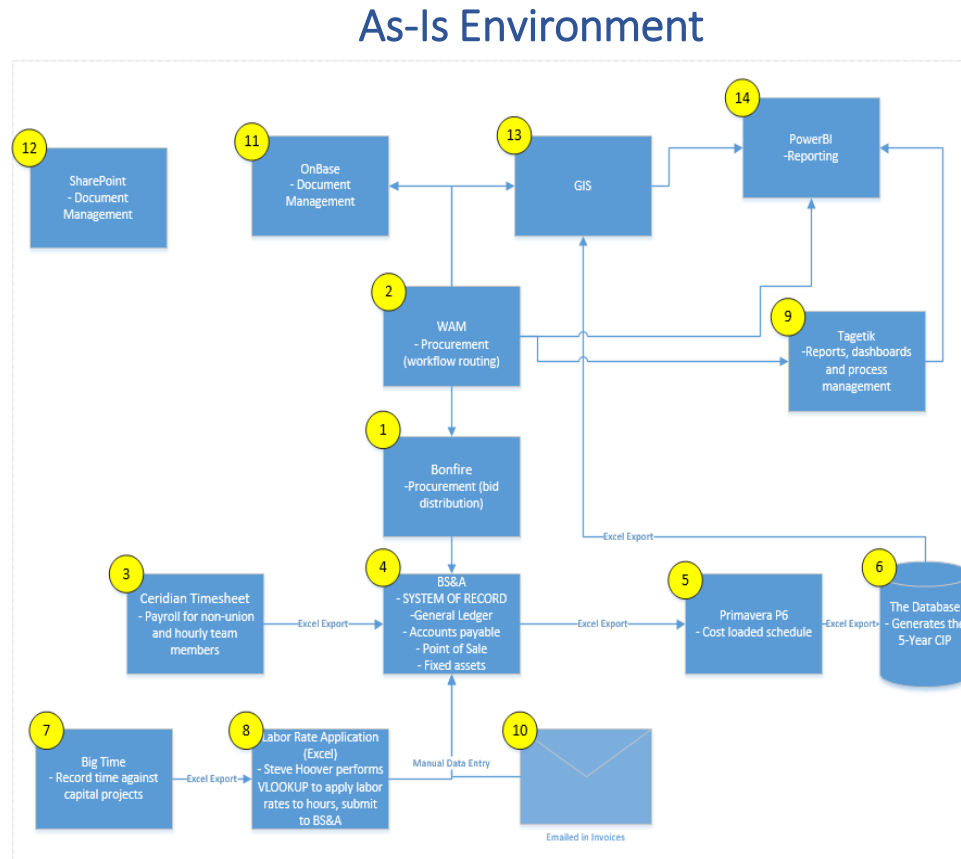 As-Is Environment
12
SharePoint
- Document
Management
11
OnBase
- Document
Management
13
GIS
14
PowerBI
-Reporting
2
WAM
- Procurement
(workflow routing)
9
Tagetik
-Reports, dashboards
and process
management
1
Bonfire
-Procurement (bid
distribution)
Excel Export
3
Ceridian Timesheet
- Payroll for non-union
and hourly team
members
Excel Export
4
BS&A
- SYSTEM OF RECORD
-General Ledger
- Accounts payable
- Point of Sale
- Fixed assets
Excel Export
5
Primavera P6
- Cost loaded schedule
Excel Export
6
The Database
- Generates the
5-Year CIP
7
Big Time
- Record time against
capital projects
Excel Export
8
Labor Rate Application
(Excel)
- Steve Hoover performs
VLOOKUP to apply labor
rates to hours, submit
to BS&A
Manual Data Entry
10
Emailed in Invoices